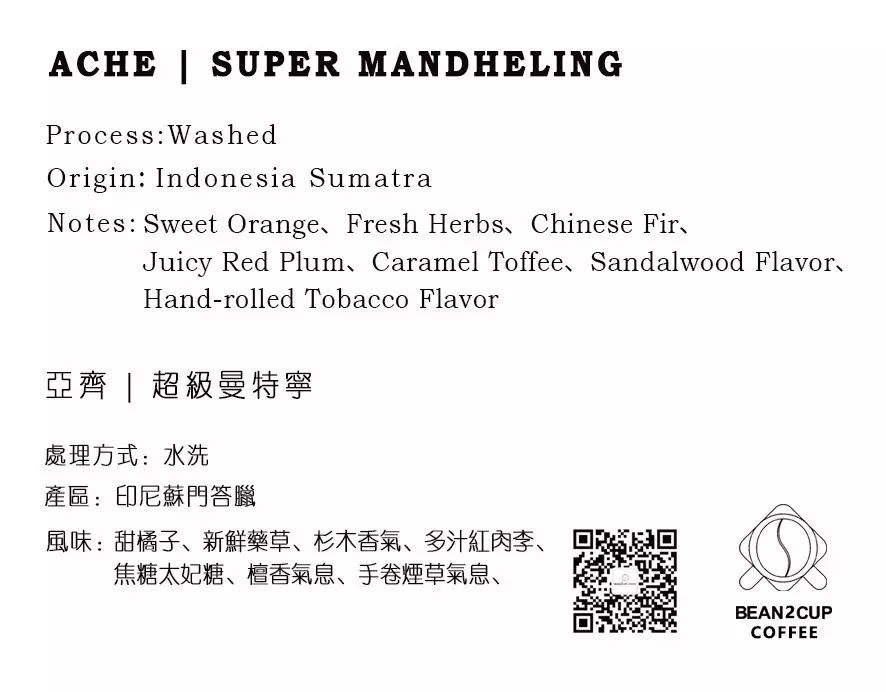 ACHE | SUPER MANDHELING
Process:Washed
Origin: Indonesia Sumatra
Notes: Sweet Orange、Fresh Herbs、Chinese Fir、
Juicy Red Plum、Caramel Toffee、Sandalwood Flavor、
Hand-rolled Tobacco Flavor
亞齊 | 超級曼特寧
處理方式：水洗
產區：印尼蘇門答臘
風味：甜橘子、新鮮藥草、杉木香氣、多汁紅肉李、
焦糖太妃糖、檀香氣息、手卷煙草氣息、
BEAN2CUP
COFFEE